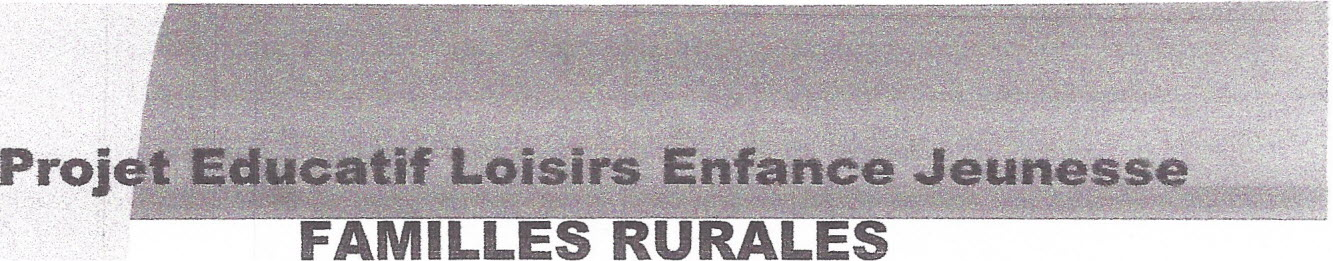 Projet Educatif Loisirs Enfance Jeunesse
FAMILLES RURALES